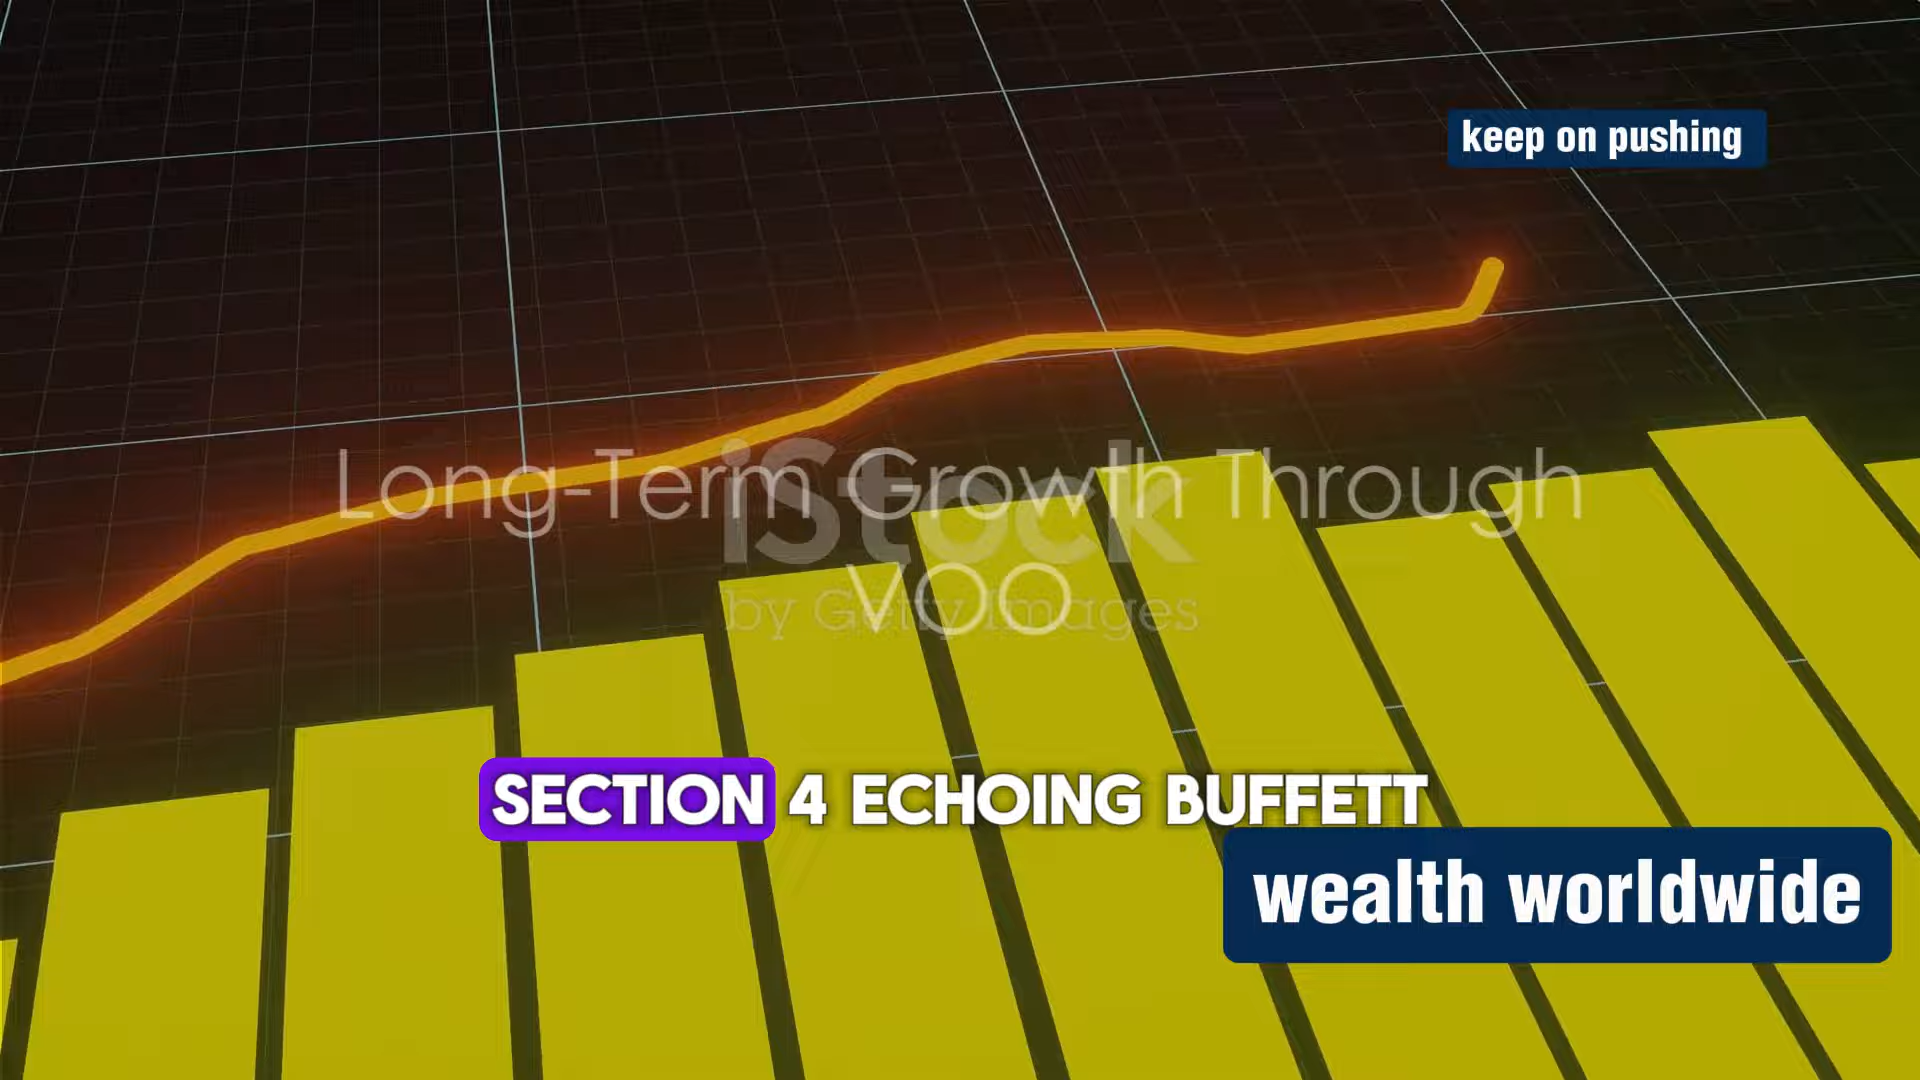 keep on pushing
Long-Term Growth Through
iStock
VOO
by Getty Images
SECTION 4 ECHOING BUFFETT
wealth worldwide